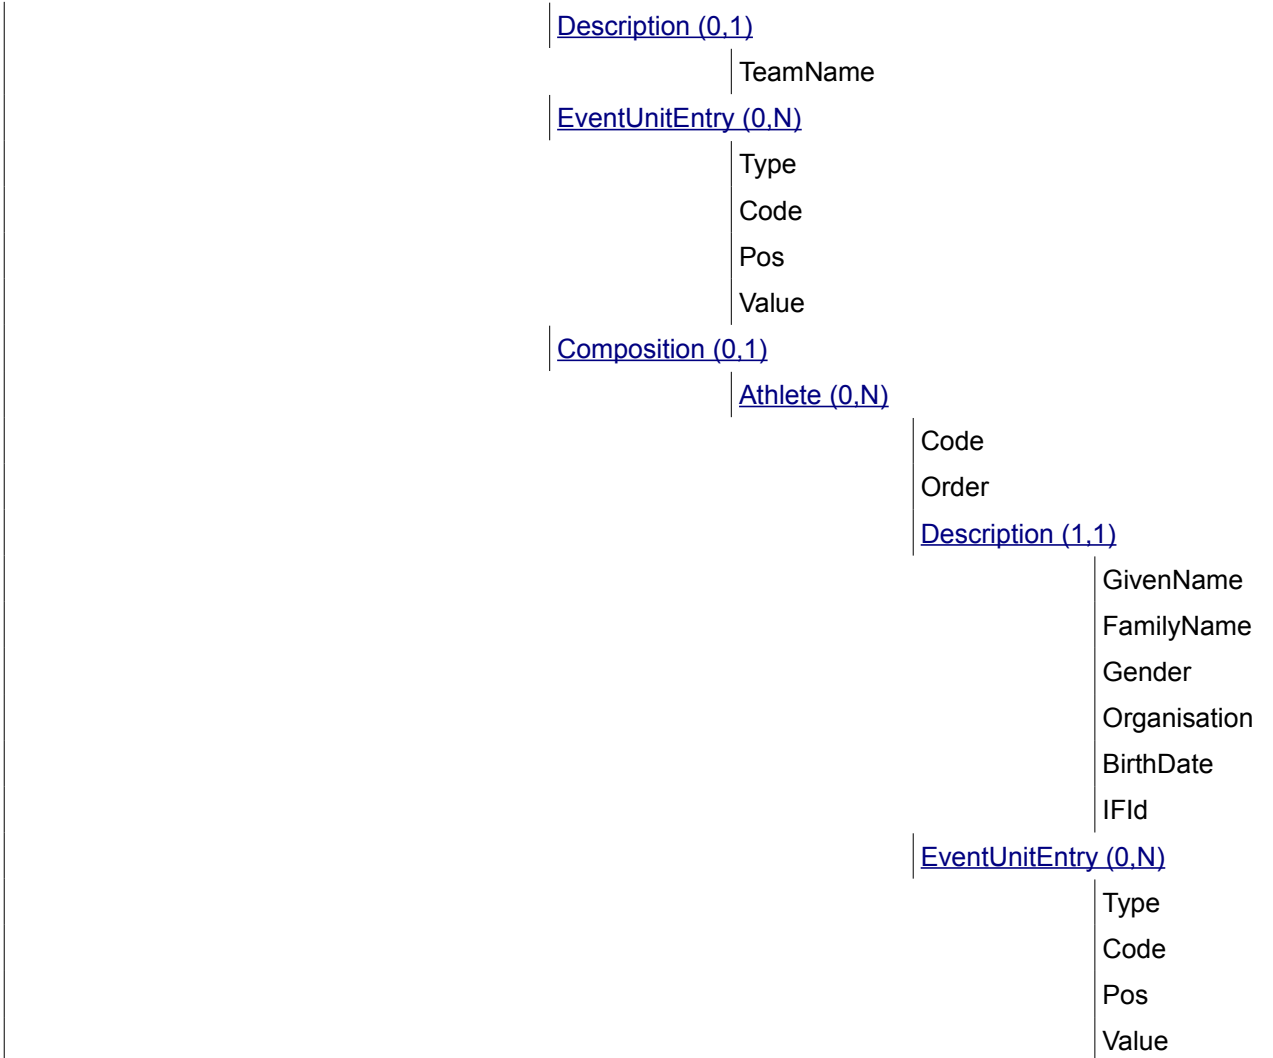 Description (0,1)
TeamName
EventUnitEntry (0,N)
Type
Code
Pos
Value
Composition (0,1)
Athlete (0,N)
Code
Order
Description (1,1)
GivenName
FamilyName
Gender
Organisation
BirthDate
IFId
EventUnitEntry (0,N)
Type
Code
Pos
Value